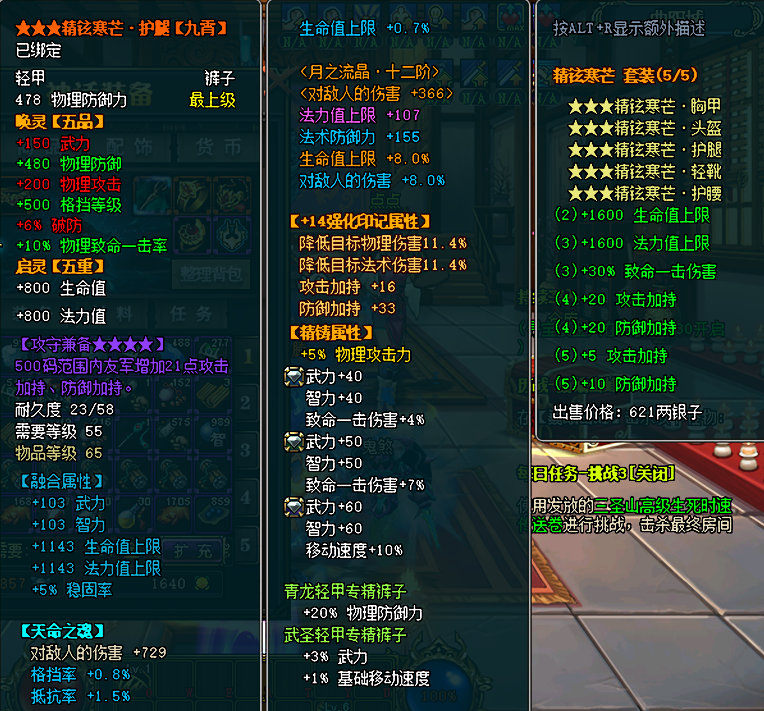 ★★★精铉寒芒·护腿【九霄】
已绑定
轻甲 裤子
478 物理防御力 最上级
唤灵【五品】
+150 武力
+480 物理防御
+200 物理攻击
+500 格挡等级
+6% 破防
+10% 物理致命一击率
启灵【五重】
+800 生命值
+800 法力值
【攻守兼备★★★★】
500码范围内友军增加21点攻击
加持、防御加持。
耐久度 23/58
需要等级 55
物品等级 65
【融合属性】
+103 武力
+103 智力
+1143 生命值上限
+1143 法力值上限
+5% 稳固率
【天命之魂】
对敌人的伤害 +729
格挡率 +0.8%
抵抗率 +1.5%
生命值上限 +0.7%
<月之流晶·十二阶>
<对敌人的伤害 +366>
法力值上限 +107
法术防御力 +155
生命值上限 +8.0%
对敌人的伤害 +8.0%
【+14强化印记属性】
降低目标物理伤害11.4%
降低目标法术伤害11.4%
攻击加持 +16
防御加持 +33
【精铸属性】
+5% 物理攻击力
武力+40
智力+40
致命一击伤害+4%
武力+50
智力+50
致命一击伤害+7%
武力+60
智力+60
移动速度+10%
青龙轻甲专精裤子
+20% 物理防御力
武圣轻甲专精裤子
+3% 武力
+1% 基础移动速度
按ALT+R显示额外描述
精铉寒芒 套装(5/5)
★★★精铉寒芒·胸甲
★★★精铉寒芒·头盔
★★★精铉寒芒·护腿
★★★精铉寒芒·轻靴
★★★精铉寒芒·护腰
(2)+1600 生命值上限
(3)+1600 法力值上限
(3)+30% 致命一击伤害
(4)+20 攻击加持
(4)+20 防御加持
(5)+5 攻击加持
(5)+10 防御加持
出售价格: 621两银子
日任务-挑战3[关闭]
用发放的三圣山高级生死时速
送卷进行挑战，击杀最终房间